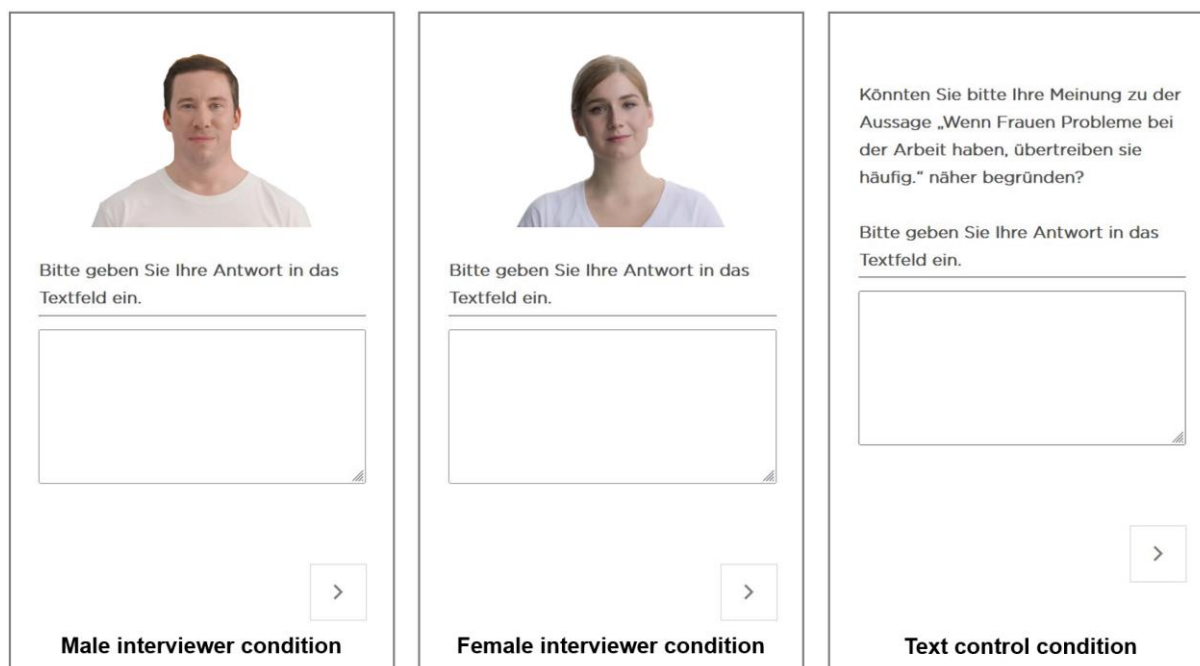 Bitte geben Sie Ihre Antwort in das
Textfeld ein.
Male interviewer condition
Bitte geben Sie Ihre Antwort in das
Textfeld ein.
Female interviewer condition
Könnten Sie bitte Ihre Meinung zu der
Aussage „Wenn Frauen Probleme bei
der Arbeit haben, übertreiben sie
häufig.“ näher begründen?
Bitte geben Sie Ihre Antwort in das
Textfeld ein.
Text control condition